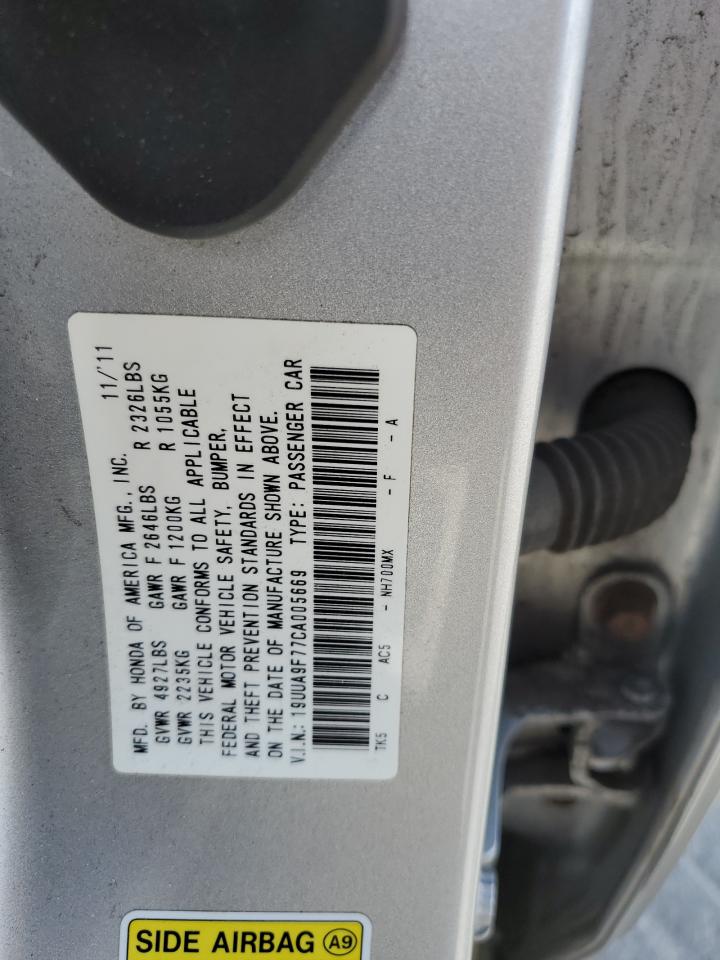 MFD. BY HONDA OF AMERICA MFG., INC. 11/'11
GVWR 4927LBS GAWR F 2646LBS R 2326LBS
GVWR 2235KG GAWR F 1200KG R 1055KG
THIS VEHICLE CONFORMS TO ALL APPLICABLE
FEDERAL MOTOR VEHICLE SAFETY, BUMPER,
AND THEFT PREVENTION STANDARDS IN EFFECT
ON THE DATE OF MANUFACTURE SHOWN ABOVE.
V.I.N.: 19UUA9F77CA005669 TYPE: PASSENGER CAR
TK5 C AC5 - NH700MX - F - A
SIDE AIRBAG A9